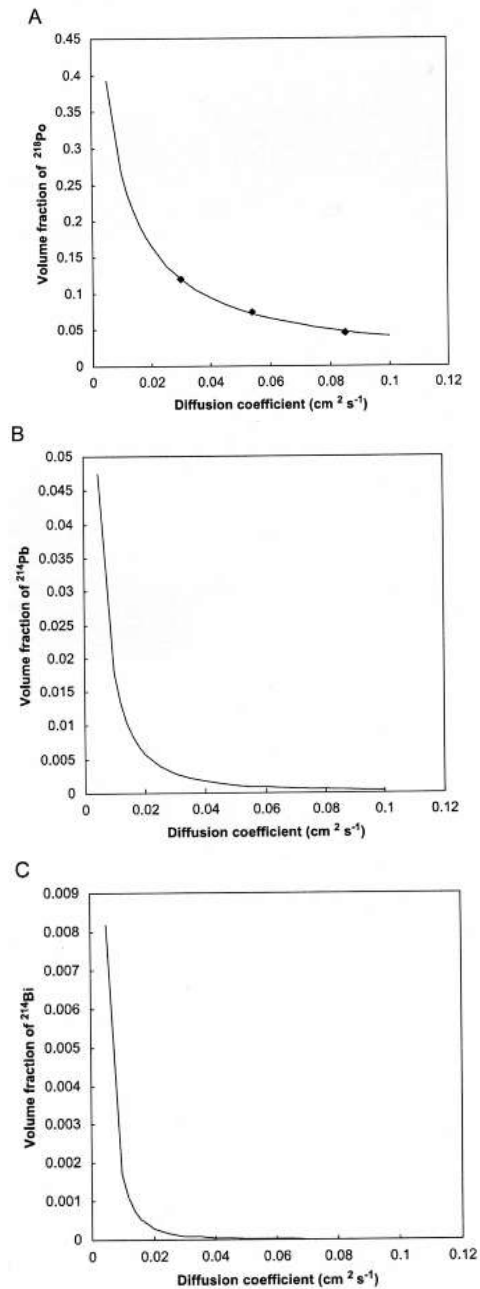 A
0.45
0.4
0.35
0.3
0.25
0.2
0.15
0.1
0.05
0
Volume fraction of ²¹⁸Po
0 0.02 0.04 0.06 0.08 0.1 0.12
Diffusion coefficient (cm ² s⁻¹)
B
0.05
0.045
0.04
0.035
0.03
0.025
0.02
0.015
0.01
0.005
0
Volume fraction of ²¹⁴Pb
0 0.02 0.04 0.06 0.08 0.1 0.12
Diffusion coefficient (cm ² s⁻¹)
C
0.009
0.008
0.007
0.006
0.005
0.004
0.003
0.002
0.001
0
Volume fraction of ²¹⁴Bi
0 0.02 0.04 0.06 0.08 0.1 0.12
Diffusion coefficient (cm ² s⁻¹)